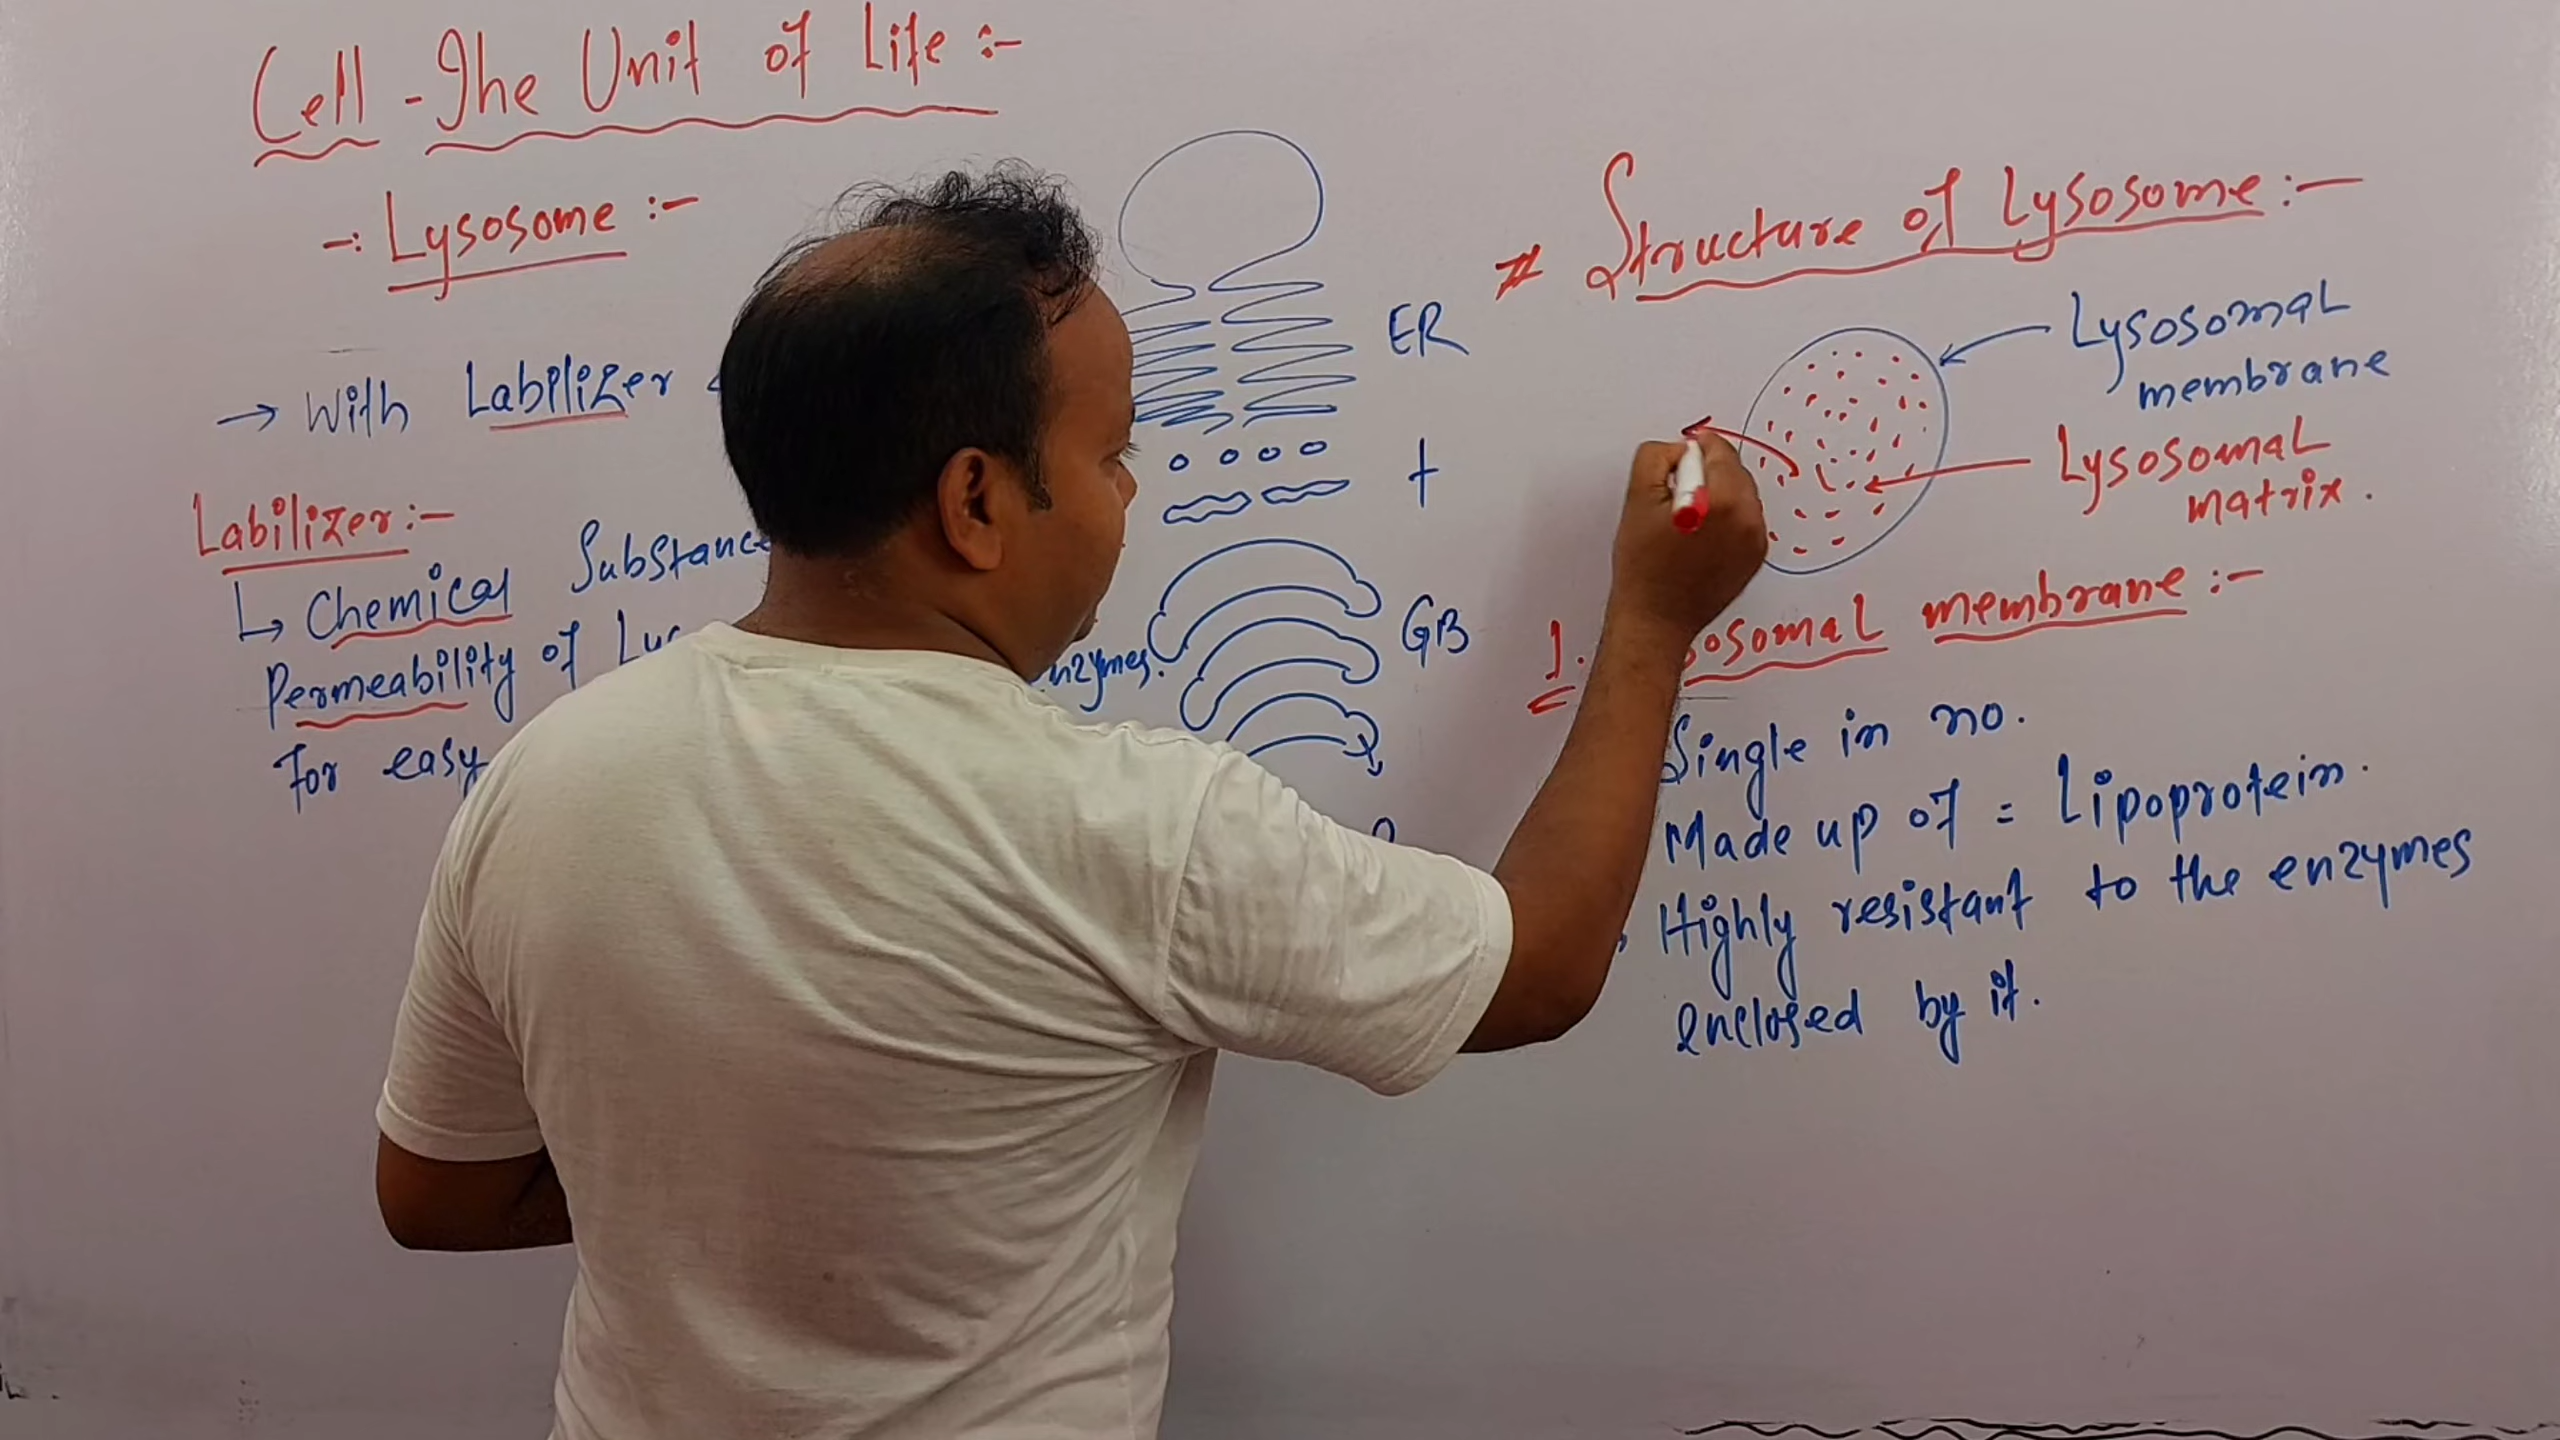 Cell - The Unit of Life :-
-: Lysosome :-
→ With Labilizer
Labilizer :-
↳ Chemical Substance
Permeability of
For easy
enzymes.
ER
+
GB
# Structure of Lysosome :-
Lysosomal
membrane
Lysosomal
matrix.
1. membrane :-
Single in no.
Made up of = Lipoprotein.
Highly resistant to the enzymes
enclosed by it.